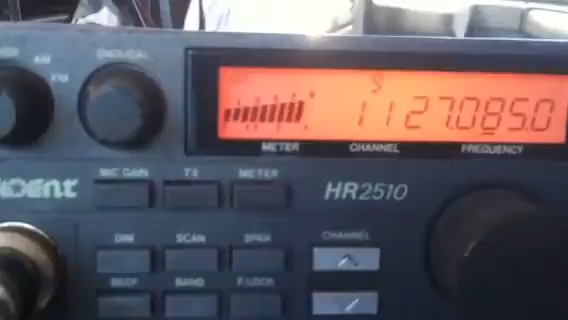 AM
FM
S
11 27.085.0
METER CHANNEL FREQUENCY
MIC GAIN TX METER
HR2510
DIM SCAN SPAN CHANNEL
BEEP BAND F.LOCK